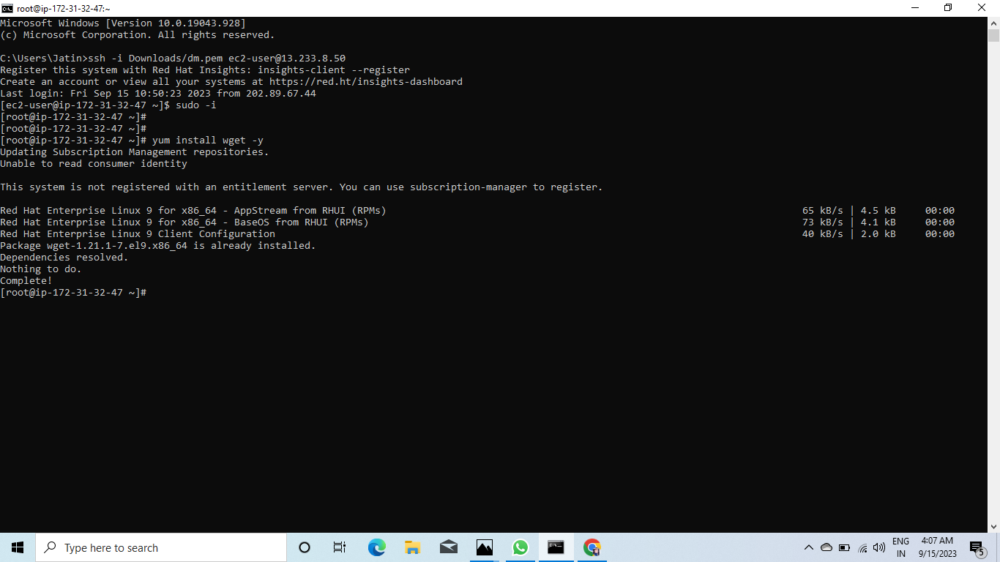 root@ip-172-31-32-47:~
Microsoft Windows [Version 10.0.19043.928]
(c) Microsoft Corporation. All rights reserved.
C:\Users\Jatin>ssh -i Downloads/dm.pem ec2-user@13.233.8.50
Register this system with Red Hat Insights: insights-client --register
Create an account or view all your systems at https://red.ht/insights-dashboard
Last login: Fri Sep 15 10:50:23 2023 from 202.89.67.44
[ec2-user@ip-172-31-32-47 ~]$ sudo -i
[root@ip-172-31-32-47 ~]#
[root@ip-172-31-32-47 ~]#
[root@ip-172-31-32-47 ~]# yum install wget -y
Updating Subscription Management repositories.
Unable to read consumer identity
This system is not registered with an entitlement server. You can use subscription-manager to register.
Red Hat Enterprise Linux 9 for x86_64 - AppStream from RHUI (RPMs) 65 kB/s | 4.5 kB 00:00
Red Hat Enterprise Linux 9 for x86_64 - BaseOS from RHUI (RPMs) 73 kB/s | 4.1 kB 00:00
Red Hat Enterprise Linux 9 Client Configuration 40 kB/s | 2.0 kB 00:00
Package wget-1.21.1-7.el9.x86_64 is already installed.
Dependencies resolved.
Nothing to do.
Complete!
[root@ip-172-31-32-47 ~]#
Type here to search
ENG
IN
4:07 AM
9/15/2023
5